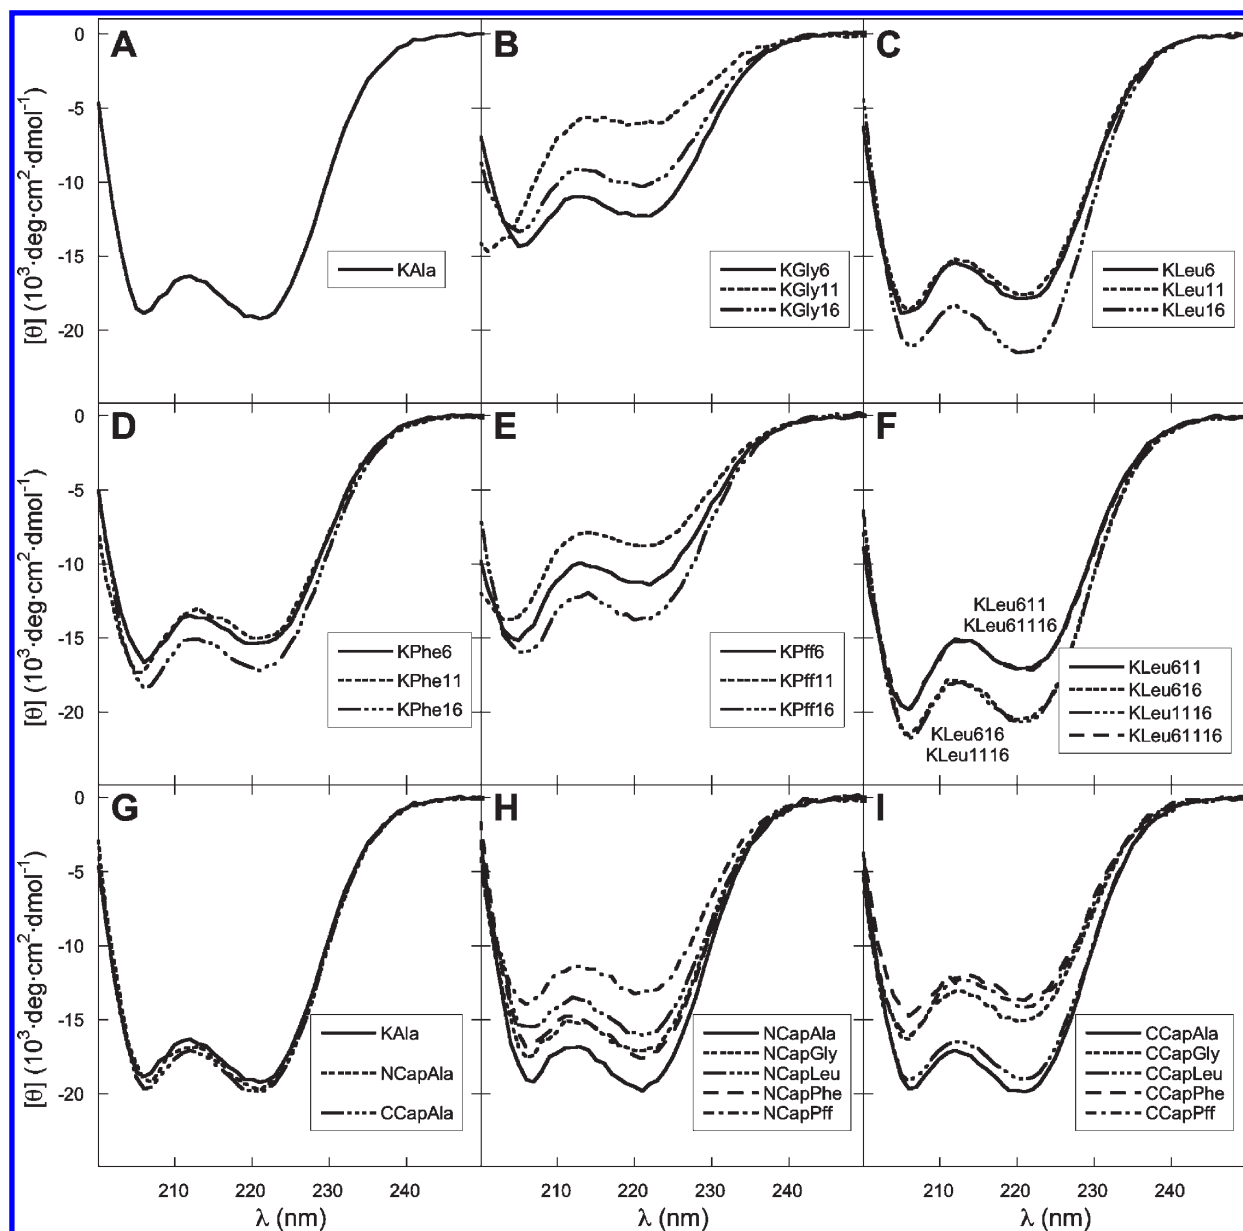 A
B
C
0
-5
-10
-15
-20
[θ] (10³·deg·cm²·dmol⁻¹)
KAla
KGly6
KGly11
KGly16
KLeu6
KLeu11
KLeu16
D
E
F
0
-5
-10
-15
-20
[θ] (10³·deg·cm²·dmol⁻¹)
KPhe6
KPhe11
KPhe16
KPff6
KPff11
KPff16
KLeu611
KLeu61116
KLeu616
KLeu1116
KLeu611
KLeu616
KLeu1116
KLeu61116
G
H
I
0
-5
-10
-15
-20
[θ] (10³·deg·cm²·dmol⁻¹)
KAla
NCapAla
CCapAla
NCapAla
NCapGly
NCapLeu
NCapPhe
NCapPff
CCapAla
CCapGly
CCapLeu
CCapPhe
CCapPff
210 220 230 240
210 220 230 240
210 220 230 240
λ (nm)
λ (nm)
λ (nm)